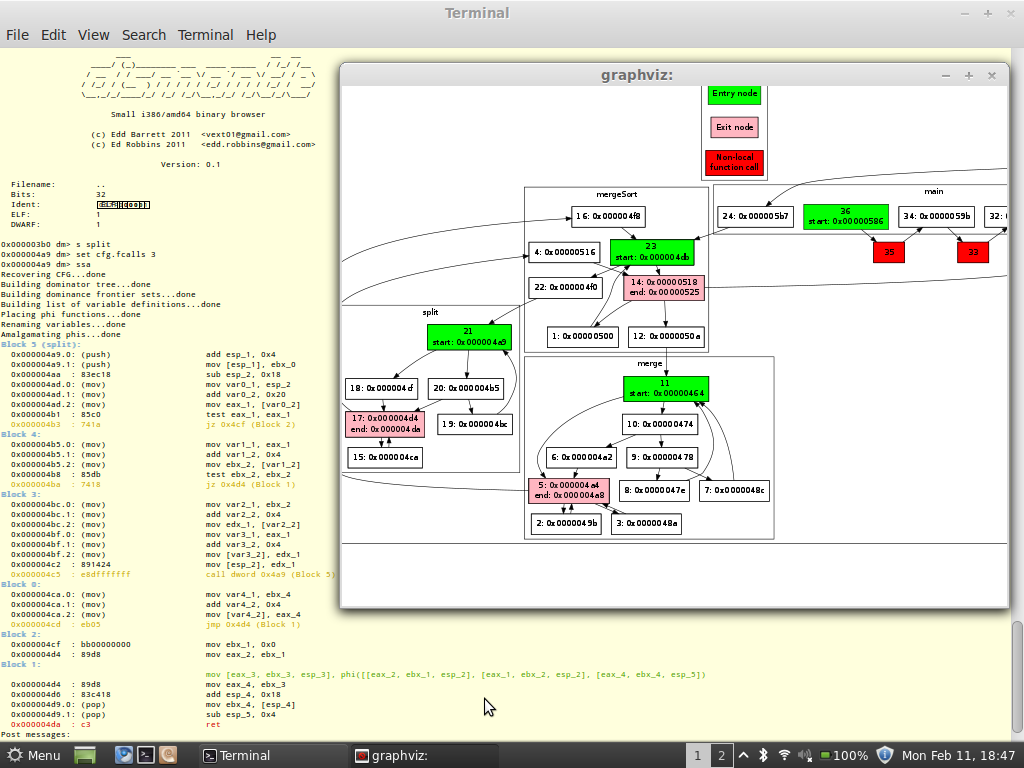 Terminal
File Edit View Search Terminal Help
Small i386/amd64 binary browser
(c) Edd Barrett 2011 <vext01@gmail.com>
(c) Ed Robbins 2011 <edd.robbins@gmail.com>
Version: 0.1
Filename: ..
Bits: 32
Ident:
ELF: 1
DWARF: 1
0x000003b0 dm> s split
0x000004a9 dm> set cfg.fcalls 3
0x000004a9 dm> ssa
Recovering CFG...done
Building dominator tree...done
Building dominance frontier sets...done
Building list of variable definitions...done
Placing phi functions...done
Renaming variables...done
Amalgamating phis...done
Block 5 (split):
0x000004a9.0: (push) add esp_1, 0x4
0x000004a9.1: (push) mov [esp_1], ebx_0
0x000004aa : 83ec18 sub esp_2, 0x18
0x000004ad.0: (mov) mov var0_1, esp_2
0x000004ad.1: (mov) add var0_2, 0x20
0x000004ad.2: (mov) mov eax_1, [var0_2]
0x000004b1 : 85c0 test eax_1, eax_1
0x000004b3 : 741a jz 0x4cf (Block 2)
Block 4:
0x000004b5.0: (mov) mov var1_1, eax_1
0x000004b5.1: (mov) add var1_2, 0x4
0x000004b5.2: (mov) mov ebx_2, [var1_2]
0x000004b8 : 85db test ebx_2, ebx_2
0x000004ba : 7418 jz 0x4d4 (Block 1)
Block 3:
0x000004bc.0: (mov) mov var2_1, ebx_2
0x000004bc.1: (mov) add var2_2, 0x4
0x000004bc.2: (mov) mov edx_1, [var2_2]
0x000004bf.0: (mov) mov var3_1, eax_1
0x000004bf.1: (mov) add var3_2, 0x4
0x000004bf.2: (mov) mov [var3_2], edx_1
0x000004c2 : 891424 mov [esp_2], edx_1
0x000004c5 : e8dfffffff call dword 0x4a9 (Block 5)
Block 0:
0x000004ca.0: (mov) mov var4_1, ebx_4
0x000004ca.1: (mov) add var4_2, 0x4
0x000004ca.2: (mov) mov [var4_2], eax_4
0x000004cd : eb05 jmp 0x4d4 (Block 1)
Block 2:
0x000004cf : bb00000000 mov ebx_1, 0x0
0x000004d4 : 89d8 mov eax_2, ebx_1
Block 1:
mov [eax_3, ebx_3, esp_3], phi([[eax_2, ebx_1, esp_2], [eax_1, ebx_2, esp_2], [eax_4, ebx_4, esp_5])
0x000004d4 : 89d8 mov eax_4, ebx_3
0x000004d6 : 83c418 add esp_4, 0x18
0x000004d9.0: (pop) mov ebx_4, [esp_4]
0x000004d9.1: (pop) sub esp_5, 0x4
0x000004da : c3 ret
Post messages:
graphviz:
Entry node
Exit node
Non-local
function call
mergeSort
16: 0x000004f8
4: 0x00000516
23
start: 0x000004db
22: 0x000004f0
14: 0x00000518
end: 0x00000525
1: 0x00000500
12: 0x0000050a
main
24: 0x000005b7
36
start: 0x00000586
34: 0x0000059b
32:
35
33
split
21
start: 0x000004a9
18: 0x000004cf
20: 0x000004b5
17: 0x000004d4
end: 0x000004da
19: 0x000004bc
15: 0x000004ca
merge
11
start: 0x00000464
10: 0x00000474
6: 0x000004a2
9: 0x00000478
5: 0x000004a4
end: 0x000004a8
8: 0x0000047e
7: 0x0000048c
2: 0x0000049b
3: 0x0000048a
Menu
Terminal
graphviz:
1 2
100%
Mon Feb 11, 18:47